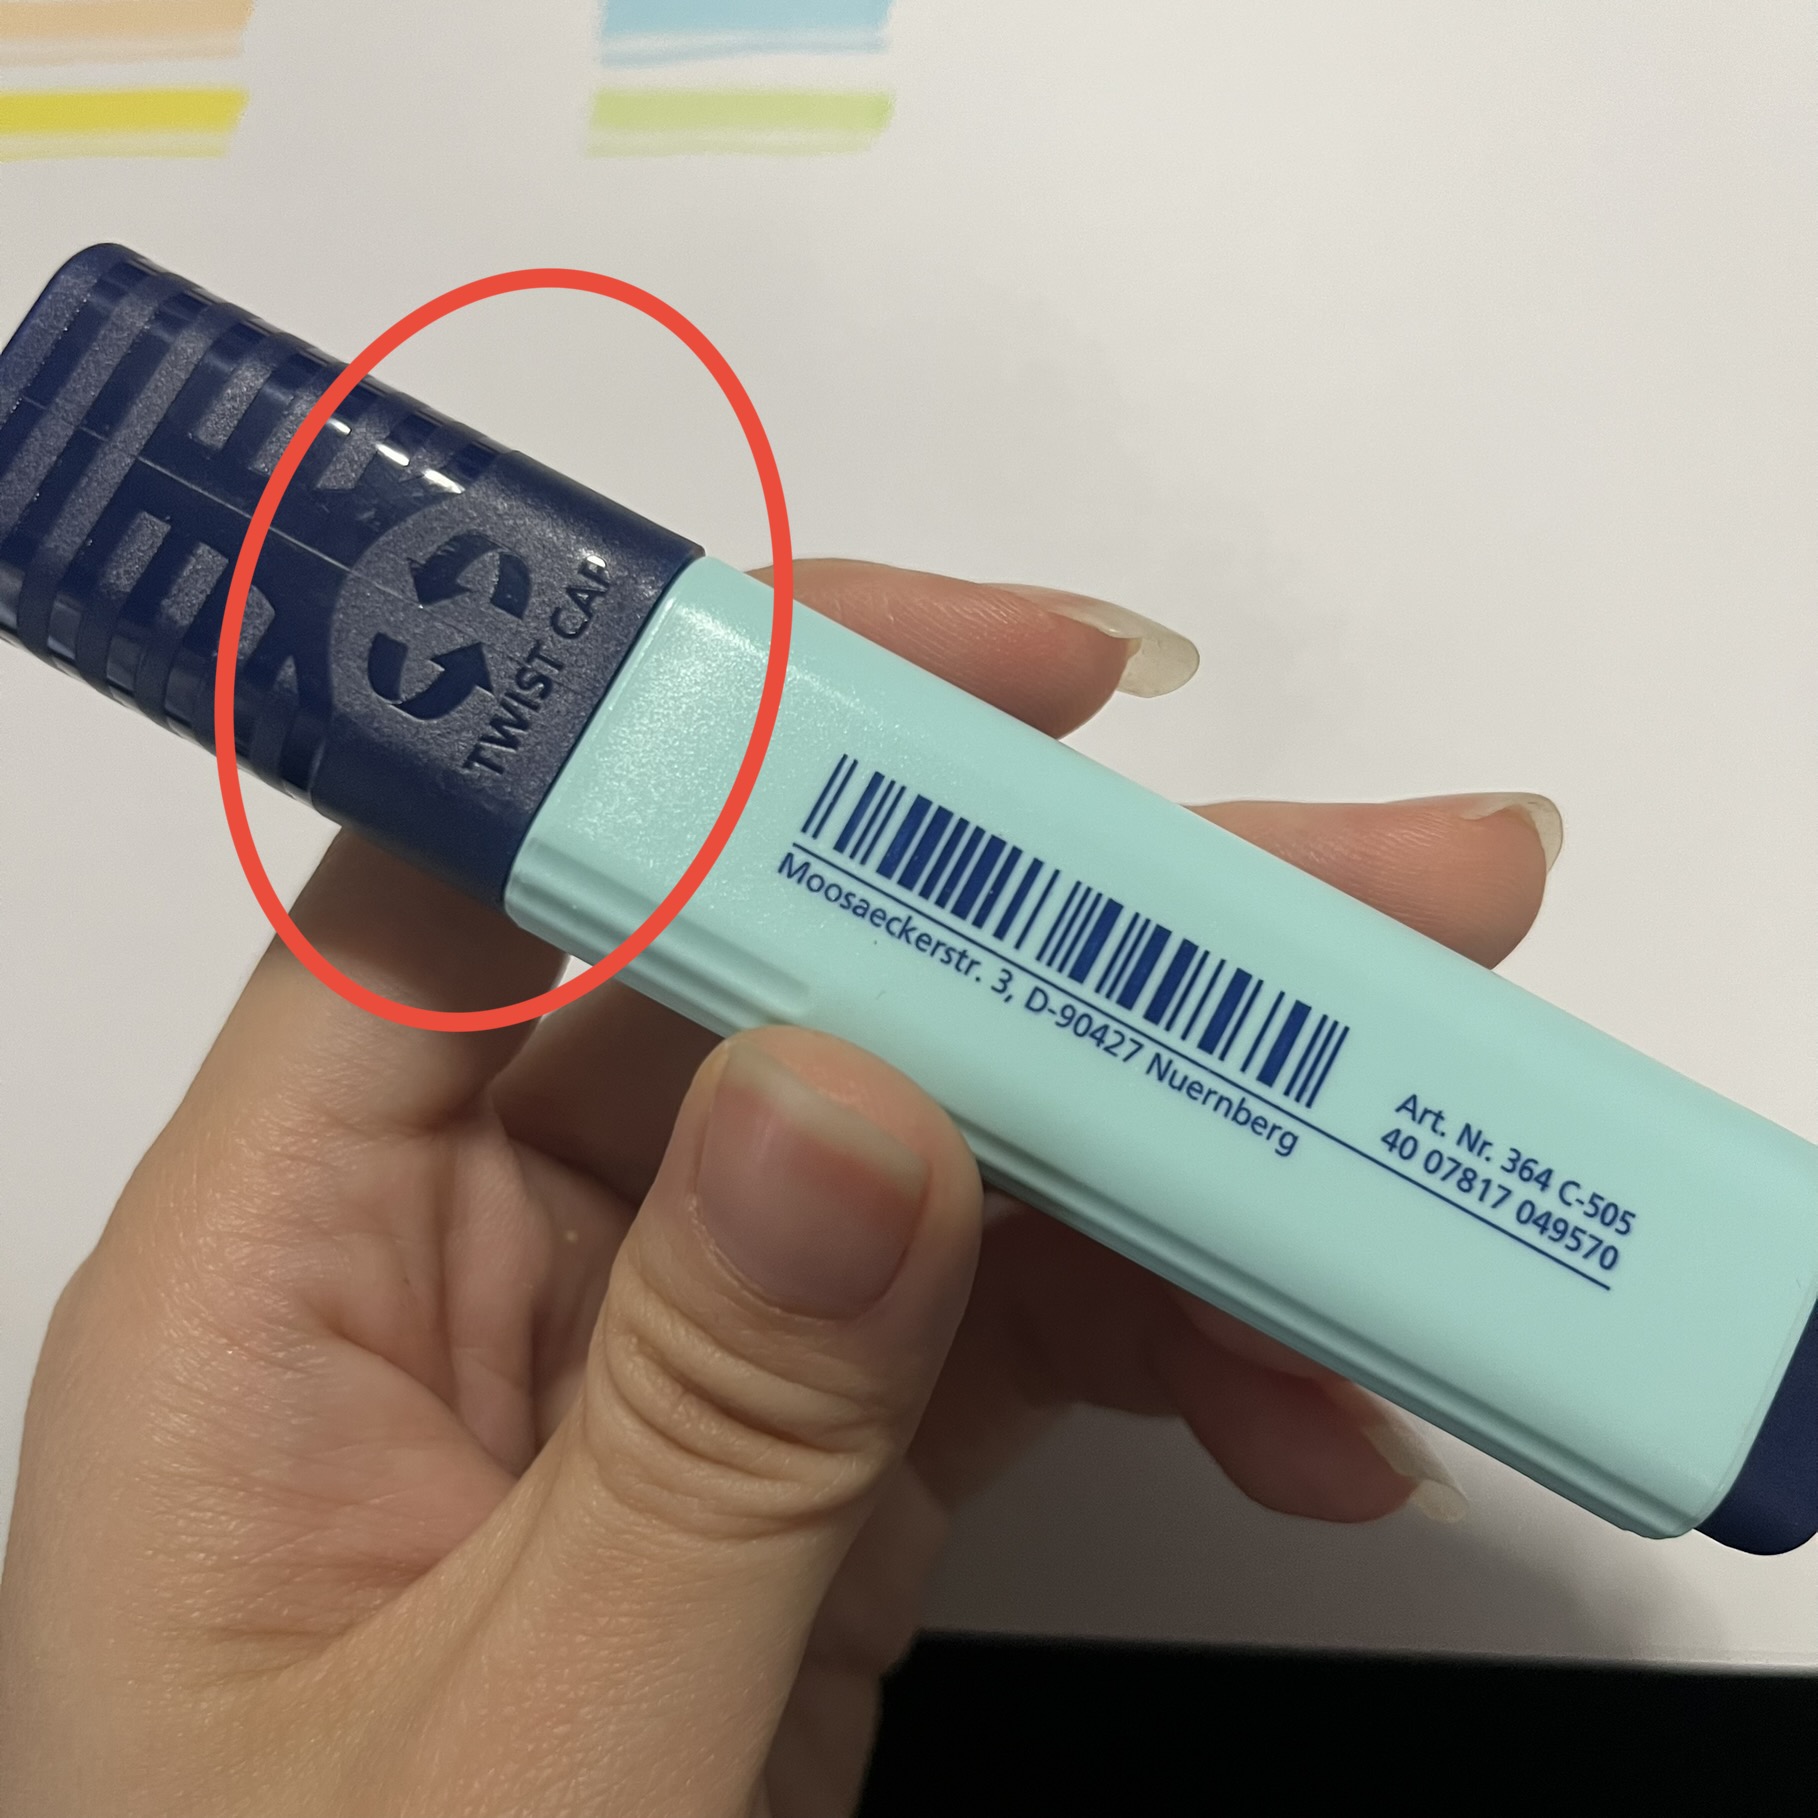 TWIST CAP
Moosaeckerstr. 3, D-90427 Nuernberg
Art. Nr. 364 C-505
40 07817 049570